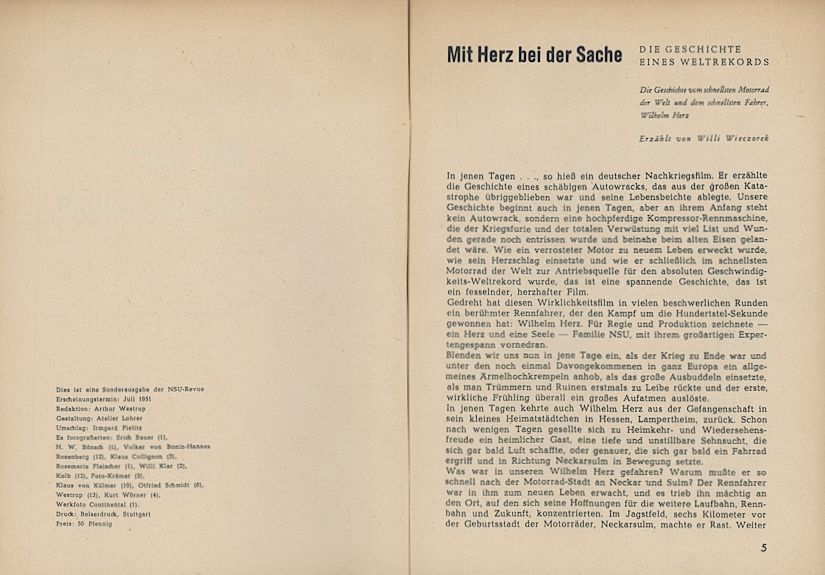 Dies ist eine Sonderausgabe der NSU-Revue
Erscheinungstermin: Juli 1951
Redaktion: Arthur Westrup
Gestaltung: Atelier Lohrer
Umschlag: Irmgard Pielitz
Es fotografierten: Erich Bauer (1),
H. W. Bönsch (1), Volker von Bonin-Hannes
Rosenberg (12), Klaus Collignon (3),
Rosemarie Fleischer (1), Willi Klar (2),
Kolb (12), Foto-Krämer (3),
Klaus von Külmer (10), Otfried Schmidt (8),
Westrup (13), Kurt Wörner (4),
Werkfoto Continental (1).
Druck: Belserdruck, Stuttgart
Preis: 50 Pfennig
Mit Herz bei der Sache
DIE GESCHICHTE
EINES WELTREKORDS
Die Geschichte vom schnellsten Motorrad
der Welt und dem schnellsten Fahrer,
Wilhelm Herz
Erzählt von Willi Wieczorek
In jenen Tagen . . ., so hieß ein deutscher Nachkriegsfilm. Er erzählte
die Geschichte eines schäbigen Autowracks, das aus der großen Kata-
strophe übriggeblieben war und seine Lebensbeichte ablegte. Unsere
Geschichte beginnt auch in jenen Tagen, aber an ihrem Anfang steht
kein Autowrack, sondern eine hochpferdige Kompressor-Rennmaschine,
die der Kriegsfurie und der totalen Verwüstung mit viel List und Wun-
den gerade noch entrissen wurde und beinahe beim alten Eisen gelan-
det wäre. Wie ein verrosteter Motor zu neuem Leben erweckt wurde,
wie sein Herzschlag einsetzte und wie er schließlich im schnellsten
Motorrad der Welt zur Antriebsquelle für den absoluten Geschwindig-
keits-Weltrekord wurde, das ist eine spannende Geschichte, das ist
ein fesselnder, herzhafter Film.
Gedreht hat diesen Wirklichkeitsfilm in vielen beschwerlichen Runden
ein berühmter Rennfahrer, der den Kampf um die Hundertstel-Sekunde
gewonnen hat: Wilhelm Herz. Für Regie und Produktion zeichnete —
ein Herz und eine Seele — Familie NSU, mit ihrem großartigen Exper-
tengespann vornedran.
Blenden wir uns nun in jene Tage ein, als der Krieg zu Ende war und
unter den noch einmal Davongekommenen in ganz Europa ein allge-
meines Ärmelhochkrempeln anhob, als das große Ausbuddeln einsetzte,
als man Trümmern und Ruinen erstmals zu Leibe rückte und der erste,
wirkliche Frühling überall ein großes Aufatmen auslöste.
In jenen Tagen kehrte auch Wilhelm Herz aus der Gefangenschaft in
sein kleines Heimatstädtchen in Hessen, Lampertheim, zurück. Schon
nach wenigen Tagen gesellte sich zu Heimkehr- und Wiedersehens-
freude ein heimlicher Gast, eine tiefe und unstillbare Sehnsucht, die
sich gar bald Luft schaffte, oder genauer, die sich gar bald ein Fahrrad
ergriff und in Richtung Neckarsulm in Bewegung setzte.
Was war in unseren Wilhelm Herz gefahren? Warum mußte er so
schnell nach der Motorrad-Stadt an Neckar und Sulm? Der Rennfahrer
war in ihm zum neuen Leben erwacht, und es trieb ihn mächtig an
den Ort, auf den sich seine Hoffnungen für die weitere Laufbahn, Renn-
bahn und Zukunft, konzentrierten. Im Jagstfeld, sechs Kilometer vor
der Geburtsstadt der Motorräder, Neckarsulm, machte er Rast. Weiter
5